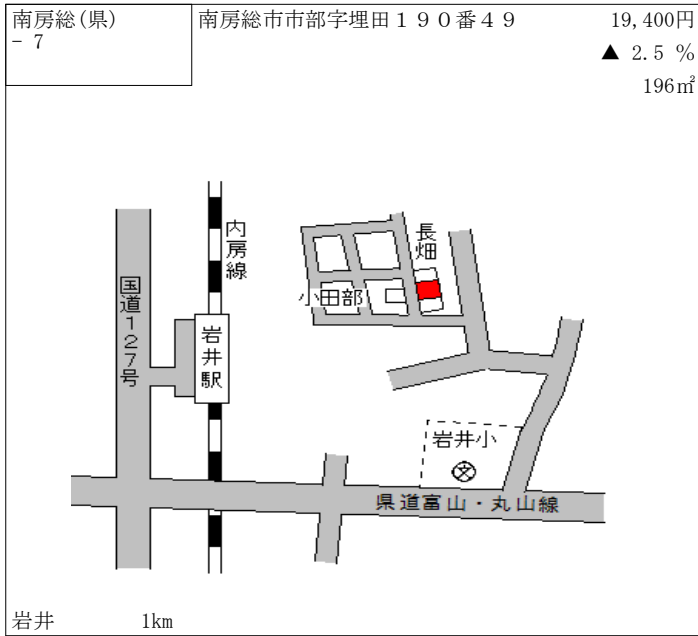 南房総(県)
－７
南房総市市部字埋田１９０番４９
19,400円
▲ 2.5 %
196㎡
内房線
国道127号
岩井駅
長畑
小田部
岩井小
文
県道富山・丸山線
岩井 1km